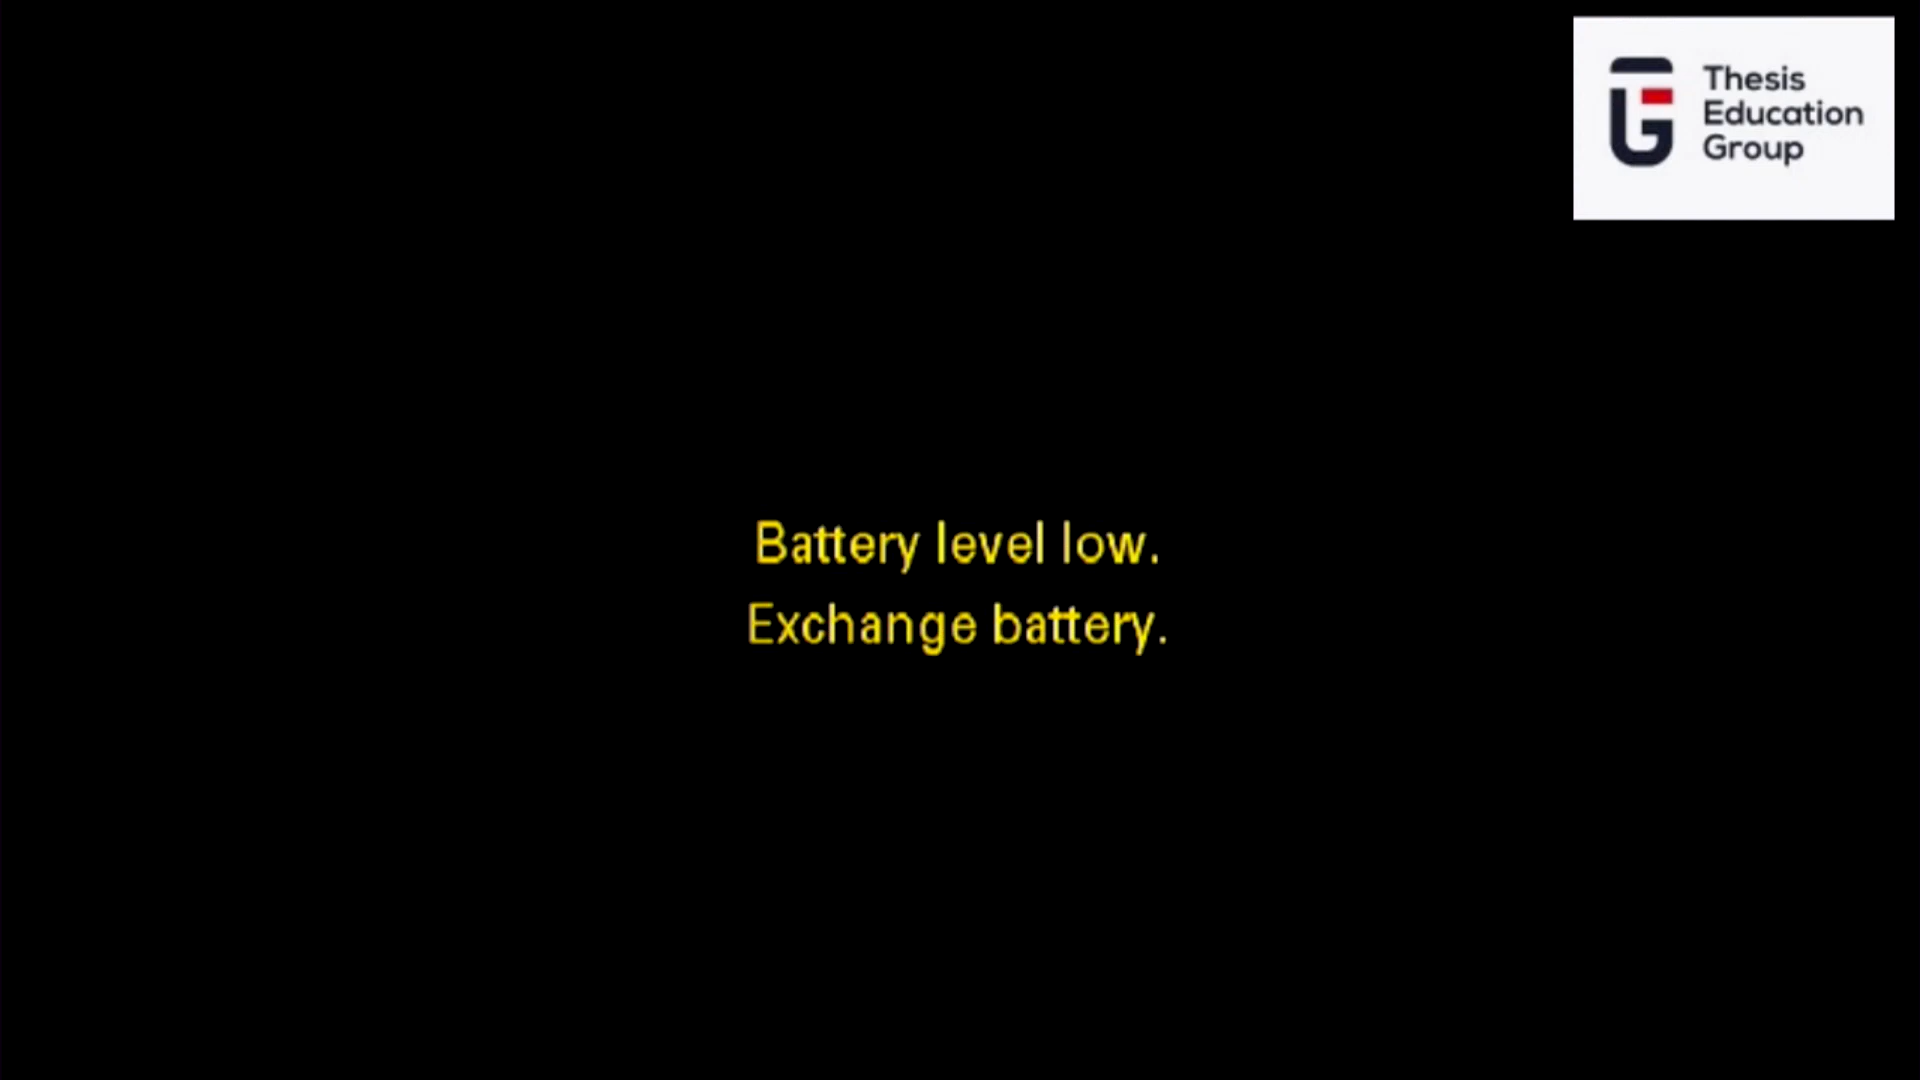 Thesis
Education
Group
Battery level low.
Exchange battery.